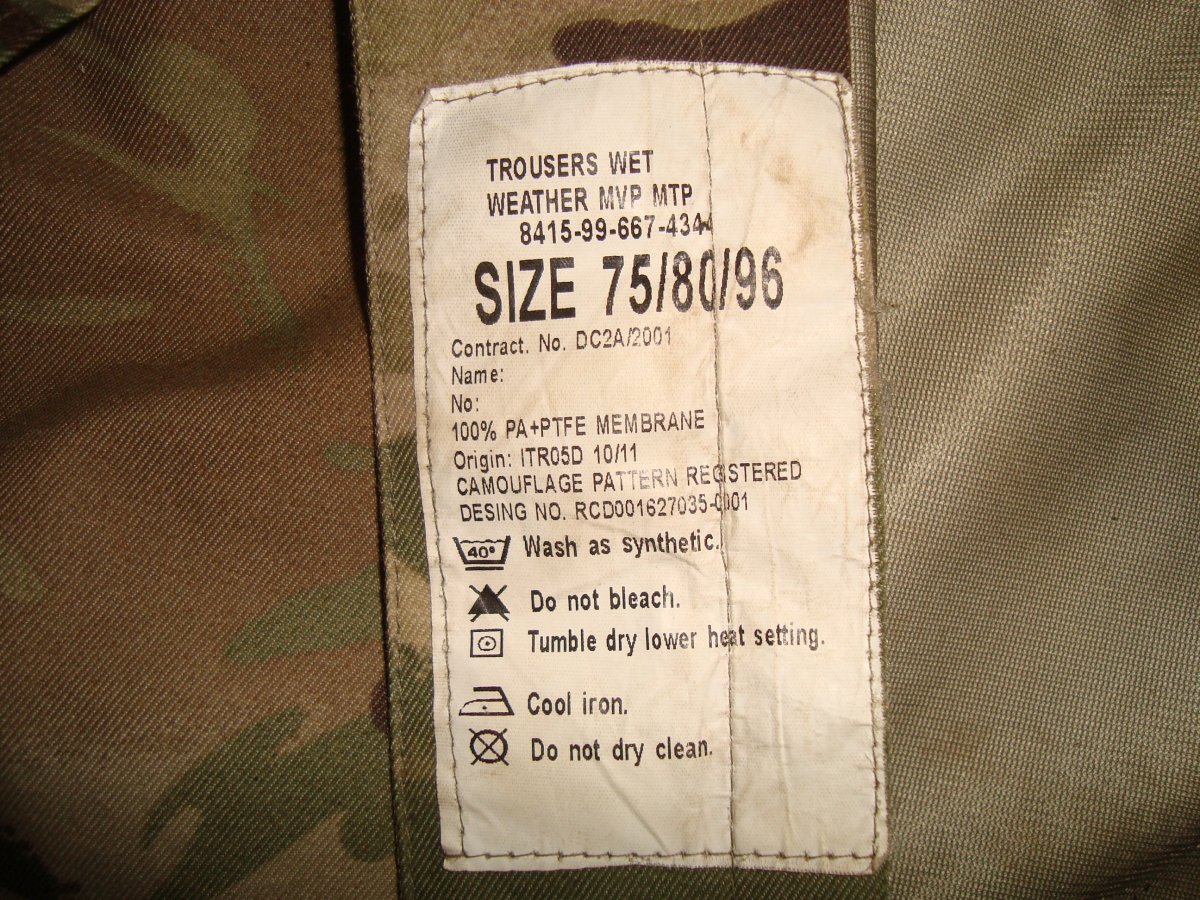 TROUSERS WET
WEATHER MVP MTP
8415-99-667-4344
SIZE 75/80/96
Contract. No. DC2A/2001
Name:
No:
100% PA+PTFE MEMBRANE
Origin: ITR05D 10/11
CAMOUFLAGE PATTERN REGISTERED
DESING NO. RCD001627035-0001
40° Wash as synthetic.
Do not bleach.
Tumble dry lower heat setting.
Cool iron.
Do not dry clean.